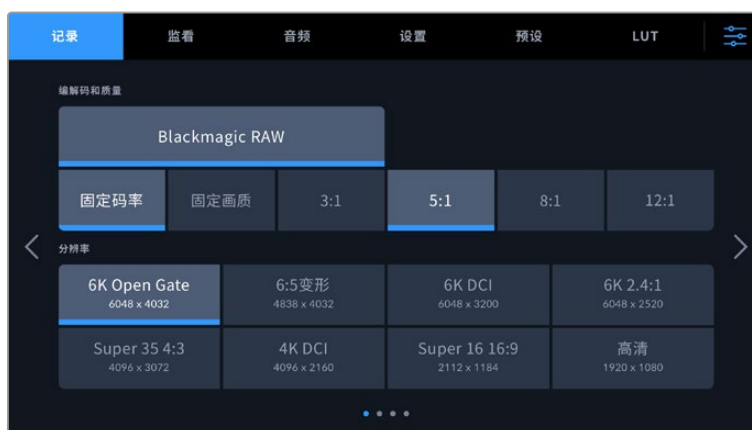 记录 监看 音频 设置 预设 LUT
编解码和质量
Blackmagic RAW
固定码率 固定画质 3:1 5:1 8:1 12:1
分辨率
6K Open Gate 6:5变形 6K DCI 6K 2.4:1
6048 x 4032 4838 x 4032 6048 x 3200 6048 x 2520
Super 35 4:3 4K DCI Super 16 16:9 高清
4096 x 3072 4096 x 2160 2112 x 1184 1920 x 1080